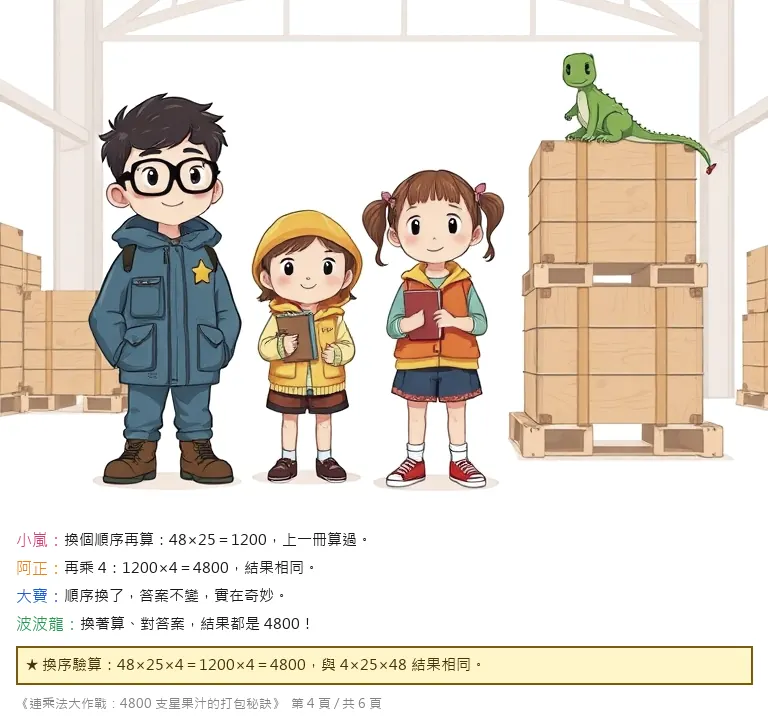 小嵐：換個順序再算：48×25＝1200，上一冊算過。
阿正：再乘 4：1200×4＝4800，結果相同。
大寶：順序換了，答案不變，實在奇妙。
波波龍：換著算、對答案，結果都是 4800！
★ 換序驗算：48×25×4＝1200×4＝4800，與 4×25×48 結果相同。
《連乘法大作戰：4800 支星果汁的打包秘訣》 第 4 頁 / 共 6 頁